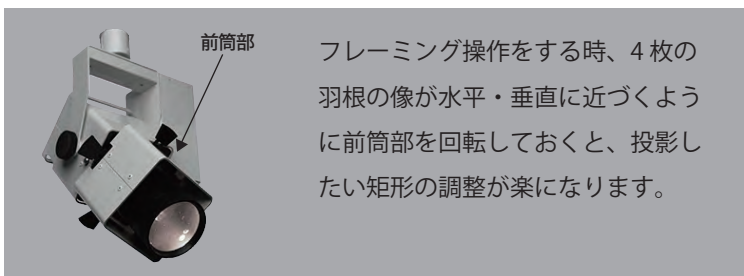 前筒部
フレーミング操作をする時、4 枚の
羽根の像が水平・垂直に近づくよう
に前筒部を回転しておくと、投影し
たい矩形の調整が楽になります。